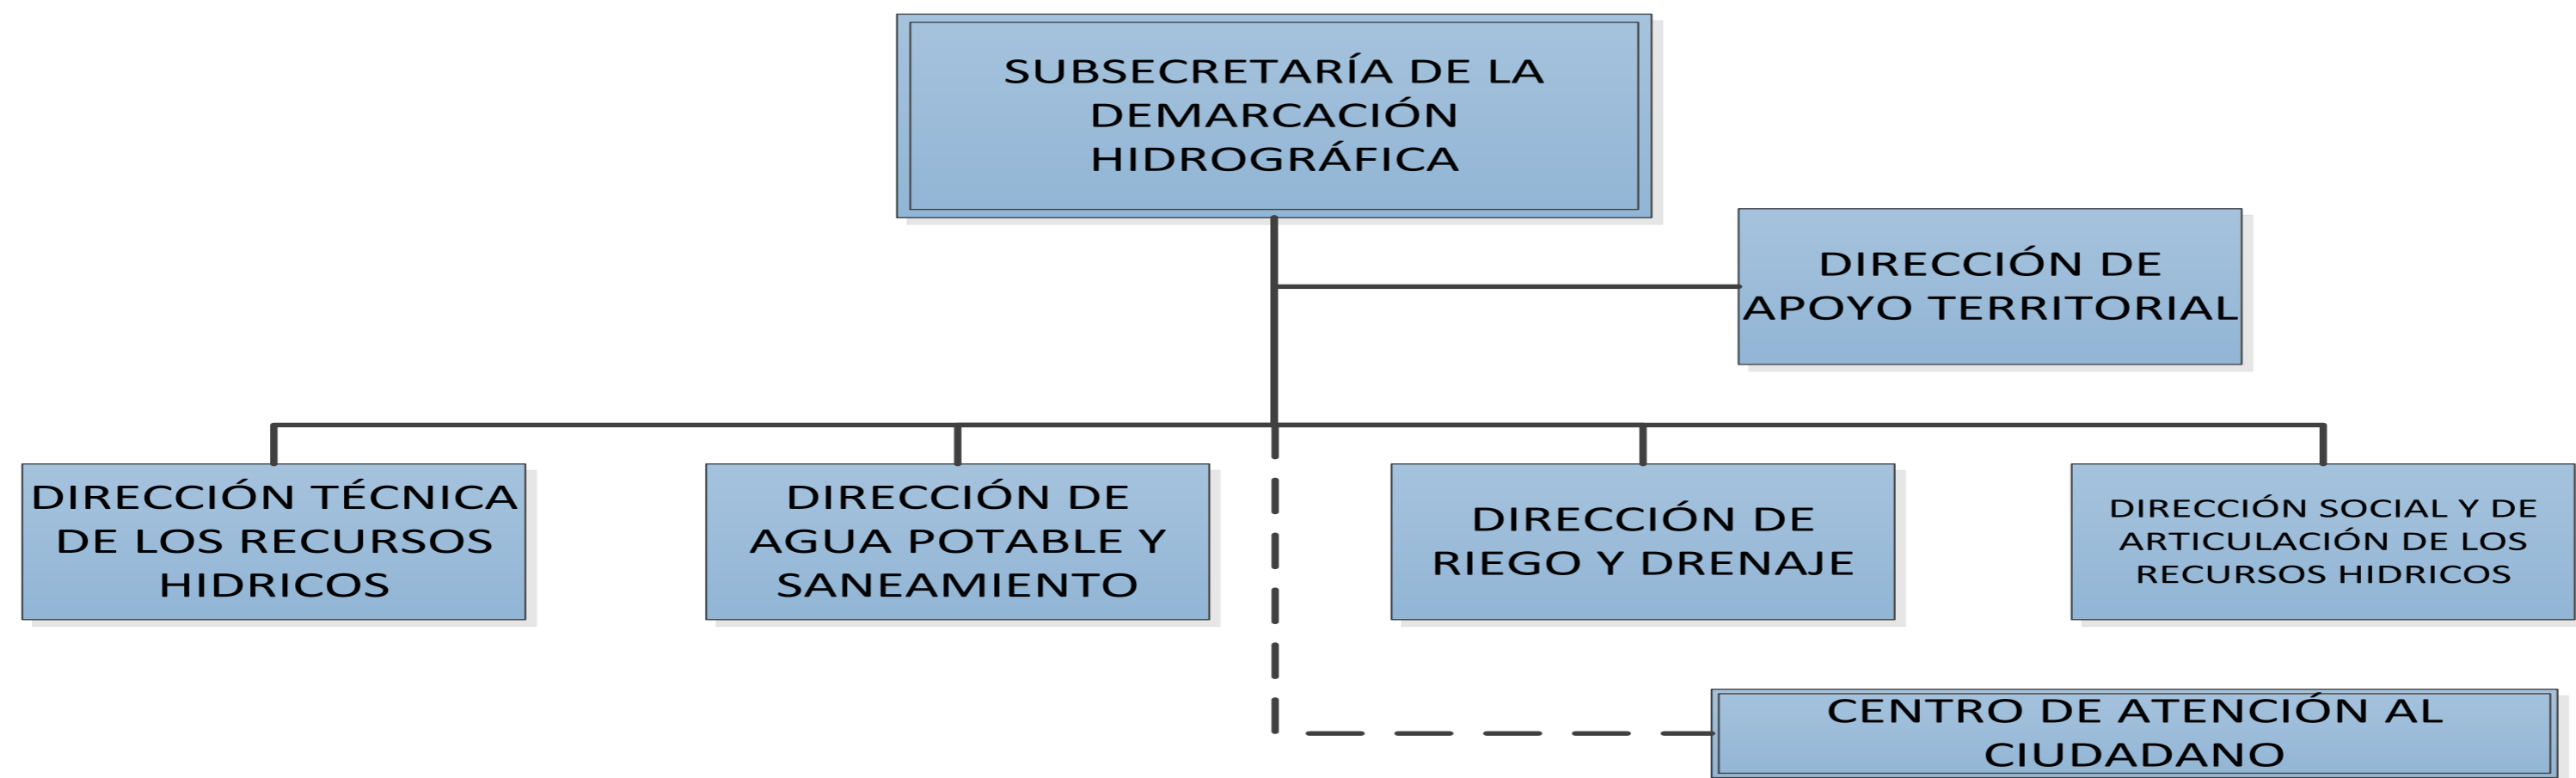 SUBSECRETARÍA DE LA
DEMARCACIÓN
HIDROGRÁFICA
DIRECCIÓN DE
APOYO TERRITORIAL
DIRECCIÓN TÉCNICA
DE LOS RECURSOS
HIDRICOS
DIRECCIÓN DE
AGUA POTABLE Y
SANEAMIENTO
DIRECCIÓN DE
RIEGO Y DRENAJE
DIRECCIÓN SOCIAL Y DE
ARTICULACIÓN DE LOS
RECURSOS HIDRICOS
CENTRO DE ATENCIÓN AL
CIUDADANO